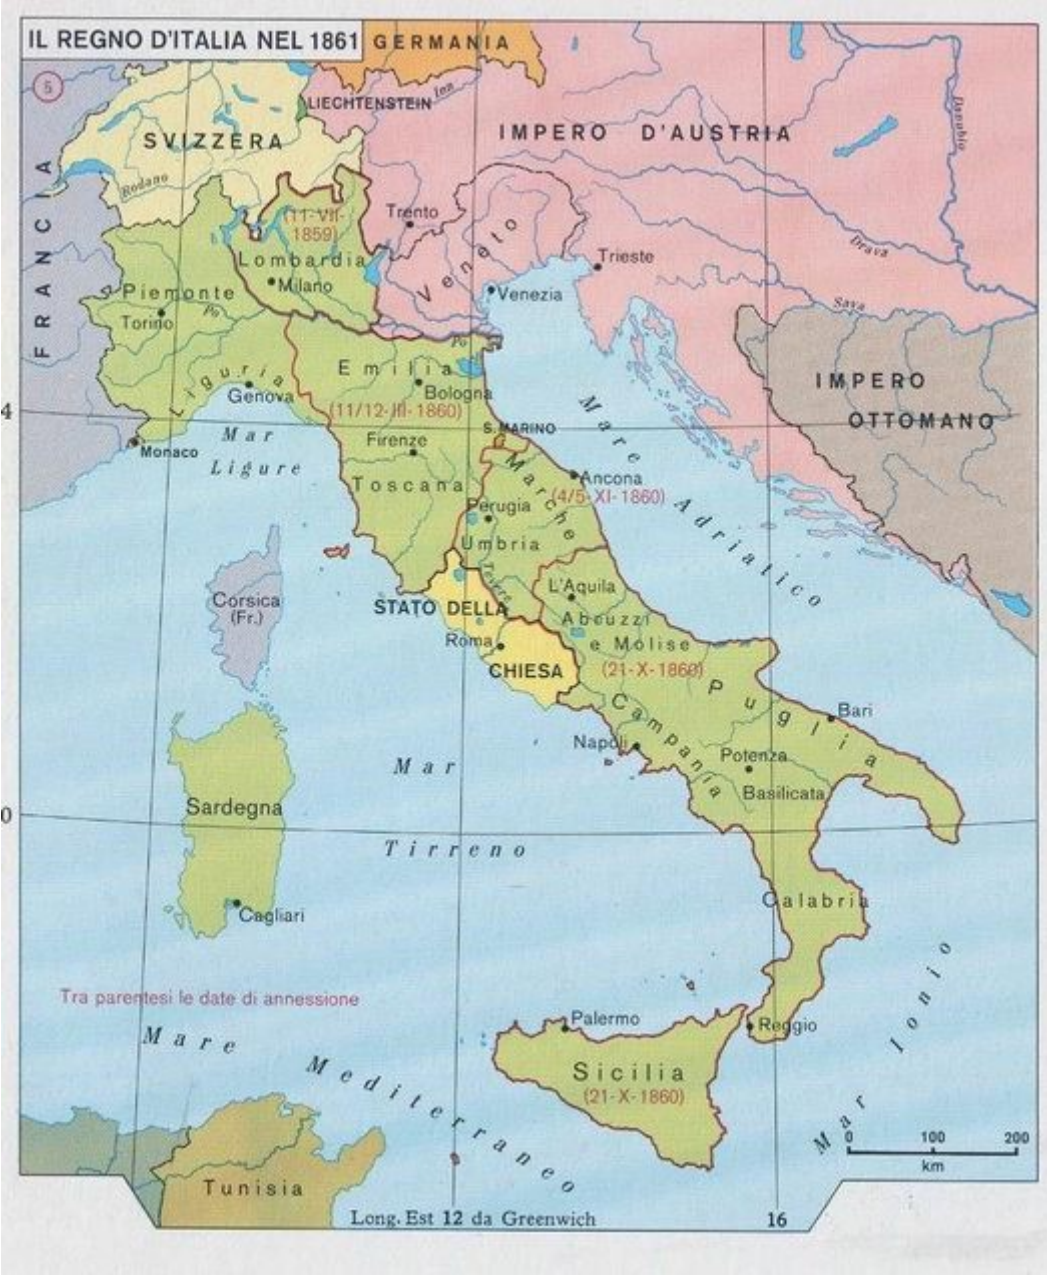 IL REGNO D'ITALIA NEL 1861
GERMANIA
5
LIECHTENSTEIN
Inn
SVIZZERA
IMPERO D'AUSTRIA
Danubio
FRANCIA
Rodano
Trento
(11-VII-
1859)
Veneto
Drava
Lombardia
Trieste
Milano
Piemonte
Venezia
Sava
Torino
Po
Po
Emilia
Liguria
IMPERO
OTTOMANO
Genova
Bologna
(11/12-III-1860)
4
Mar
Ligure
S. MARINO
Mare Adriatico
Firenze
Monaco
Marche
Ancona
(4/5-XI-1860)
Toscana
Perugia
Umbria
Tevere
L'Aquila
Corsica
(Fr.)
STATO DELLA
CHIESA
Abruzzi
e Molise
(21-X-1860)
Roma
Puglia
Campania
Bari
Napoli
Potenza
Basilicata
Mar
Tirreno
Sardegna
0
Cagliari
Calabria
Mar Ionio
Tra parentesi le date di annessione
Palermo
Reggio
Mare
Mediterraneo
Sicilia
(21-X-1860)
0 100 200
km
Tunisia
Long. Est 12 da Greenwich
16